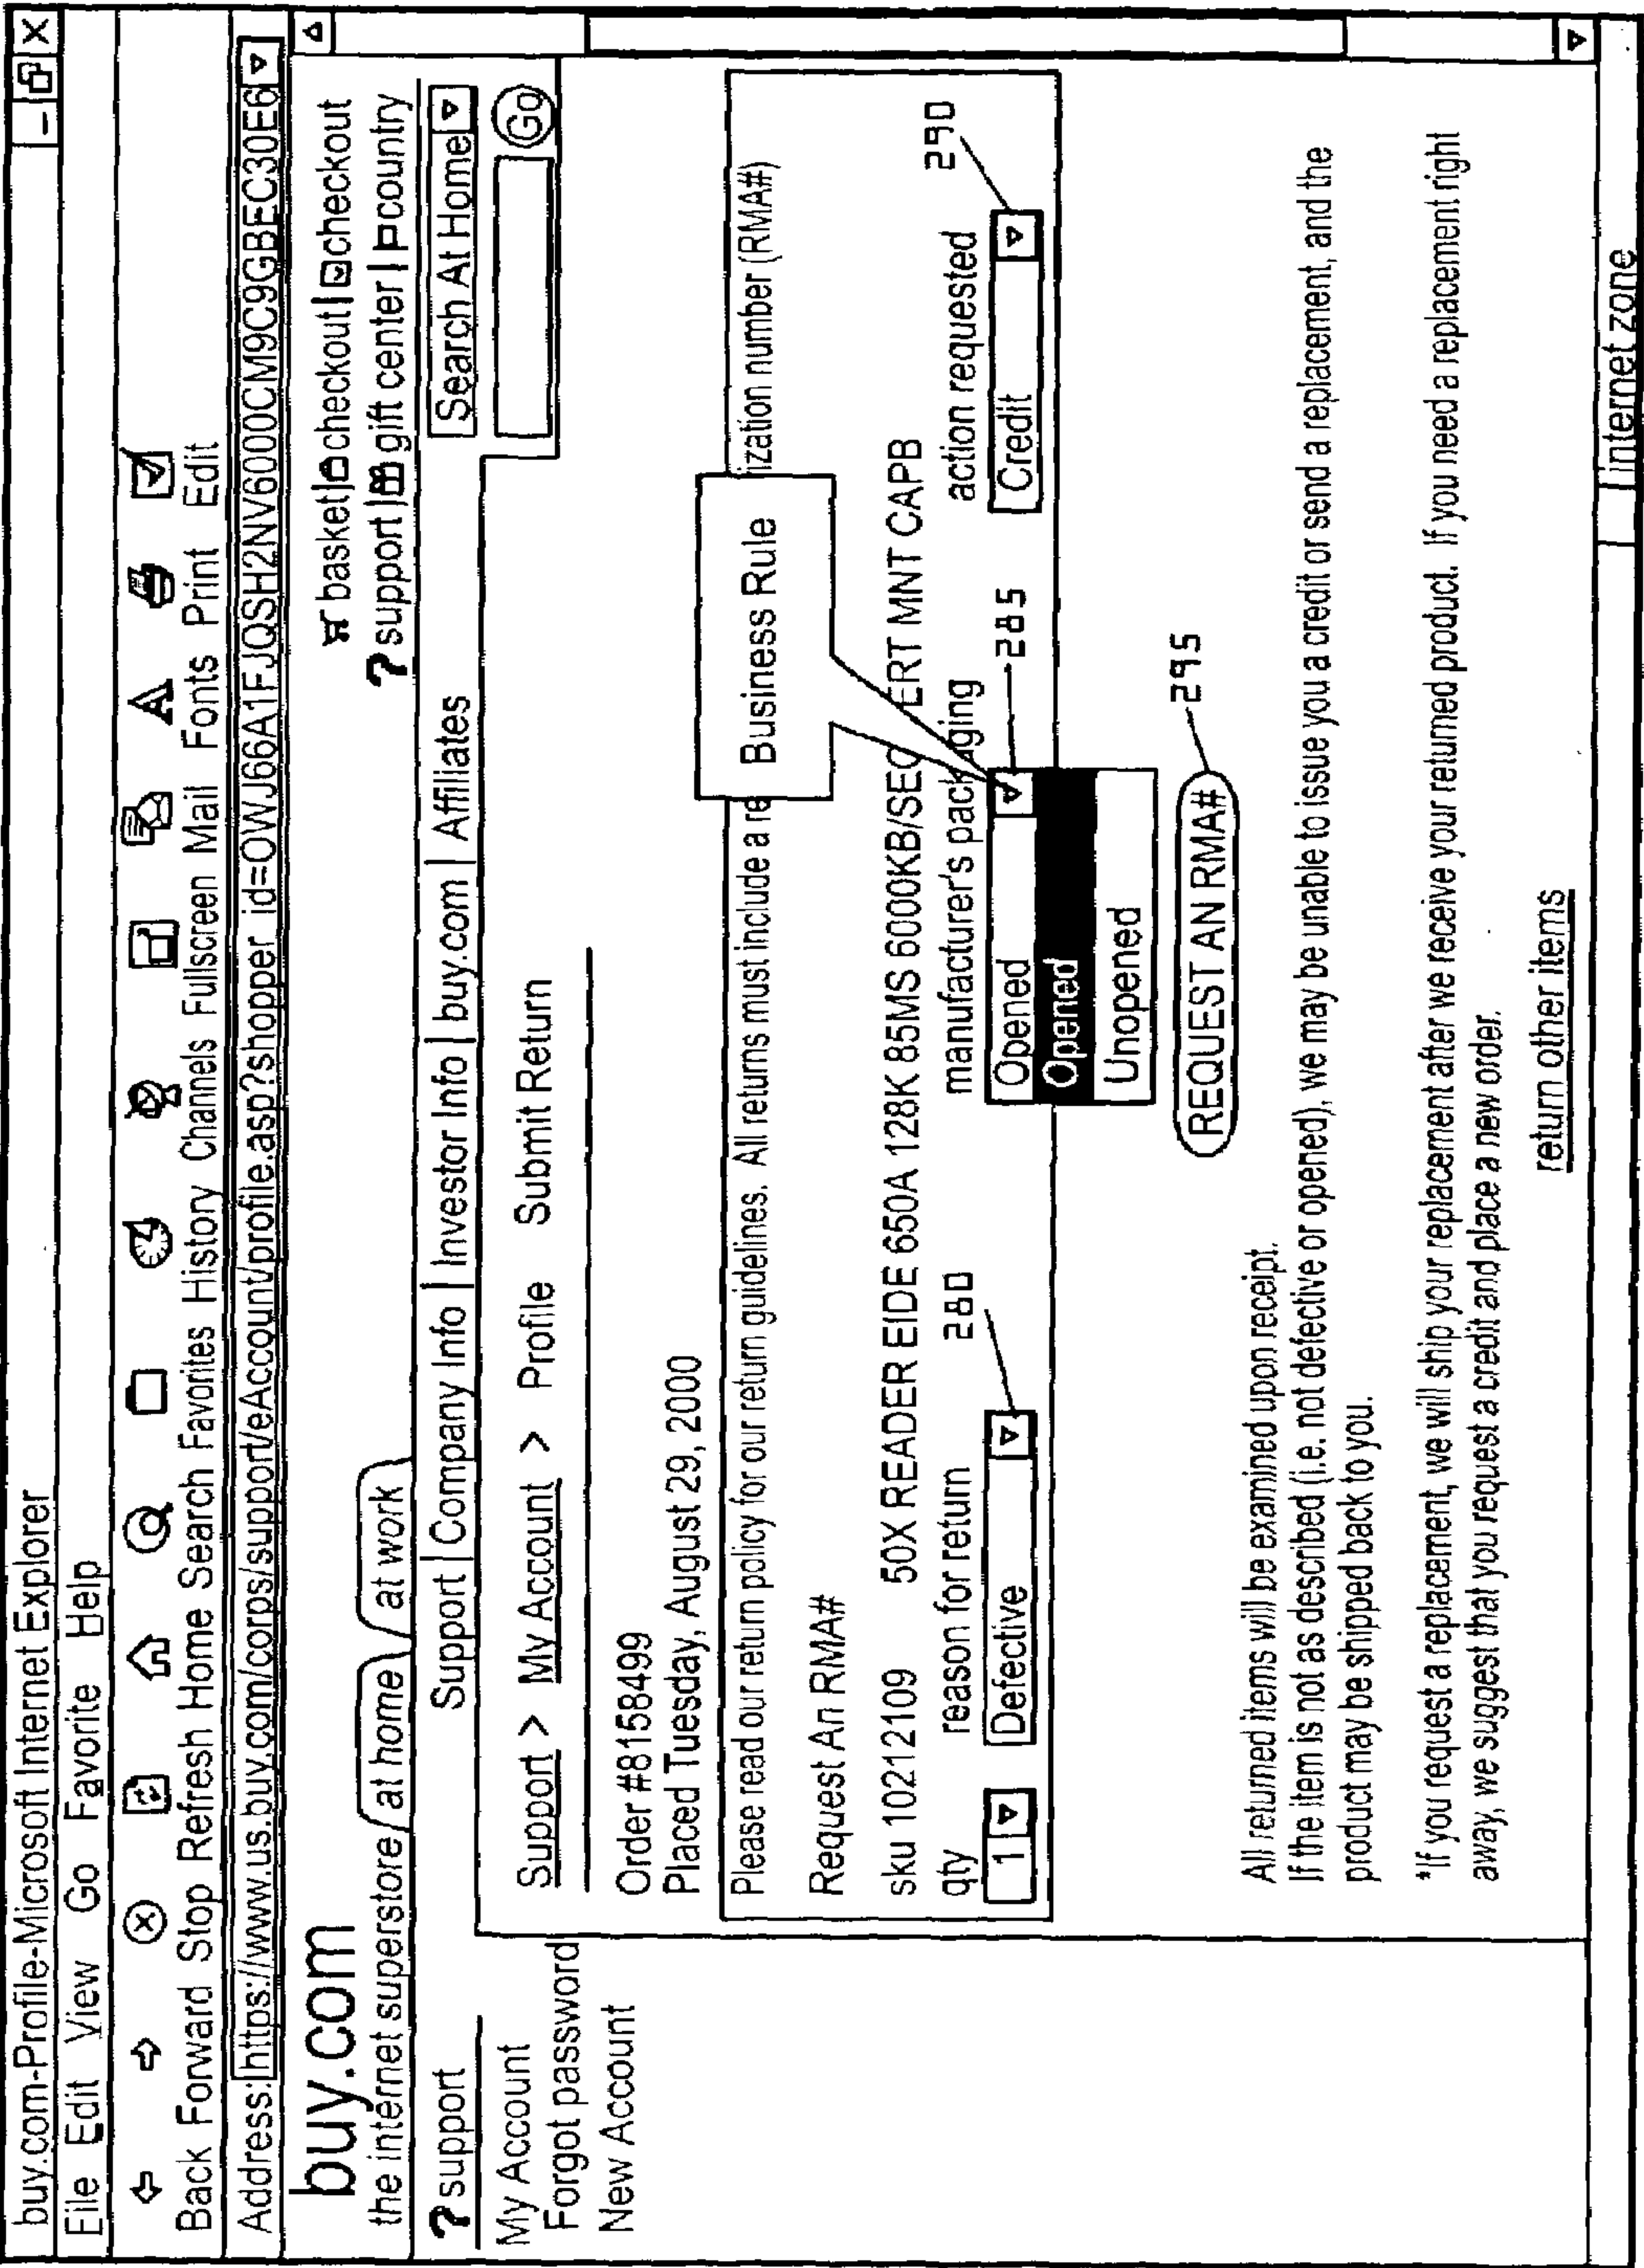 buy.com-Profile-Microsoft Internet Explorer
File Edit View Go Favorite Help
Back Forward Stop Refresh Home Search Favorites History Channels Fullscreen Mail Fonts Print Edit
Address: https://www.us.buy.com/corps/support/eAccount/profile.asp?shopper_id=OWJ66A1FJQSH2NV6000CM9C9GBEC30E6
buy.com
basket | checkout | checkout
the internet superstore at home at work
? support | gift center | country
? support
Support | Company Info | Investor Info | buy.com | Affiliates
Search At Home
Go
My Account
Forgot password
New Account
Support > My Account > Profile Submit Return
Order #8158499
Placed Tuesday, August 29, 2000
Please read our return policy for our return guidelines. All returns must include a re ization number (RMA#)
Business Rule
Request An RMA#
sku 10212109 50X READER EIDE 650A 128K 85MS 6000KB/SEC ERT MNT CAPB
qty reason for return 280 manufacturer's packaging 285 action requested 290
1 Defective Opened Credit
Opened
Unopened
REQUEST AN RMA# 295
All returned items will be examined upon receipt.
If the item is not as described (i.e. not defective or opened), we may be unable to issue you a credit or send a replacement, and the
product may be shipped back to you.
*If you request a replacement, we will ship your replacement after we receive your returned product. If you need a replacement right
away, we suggest that you request a credit and place a new order.
return other items
internet zone